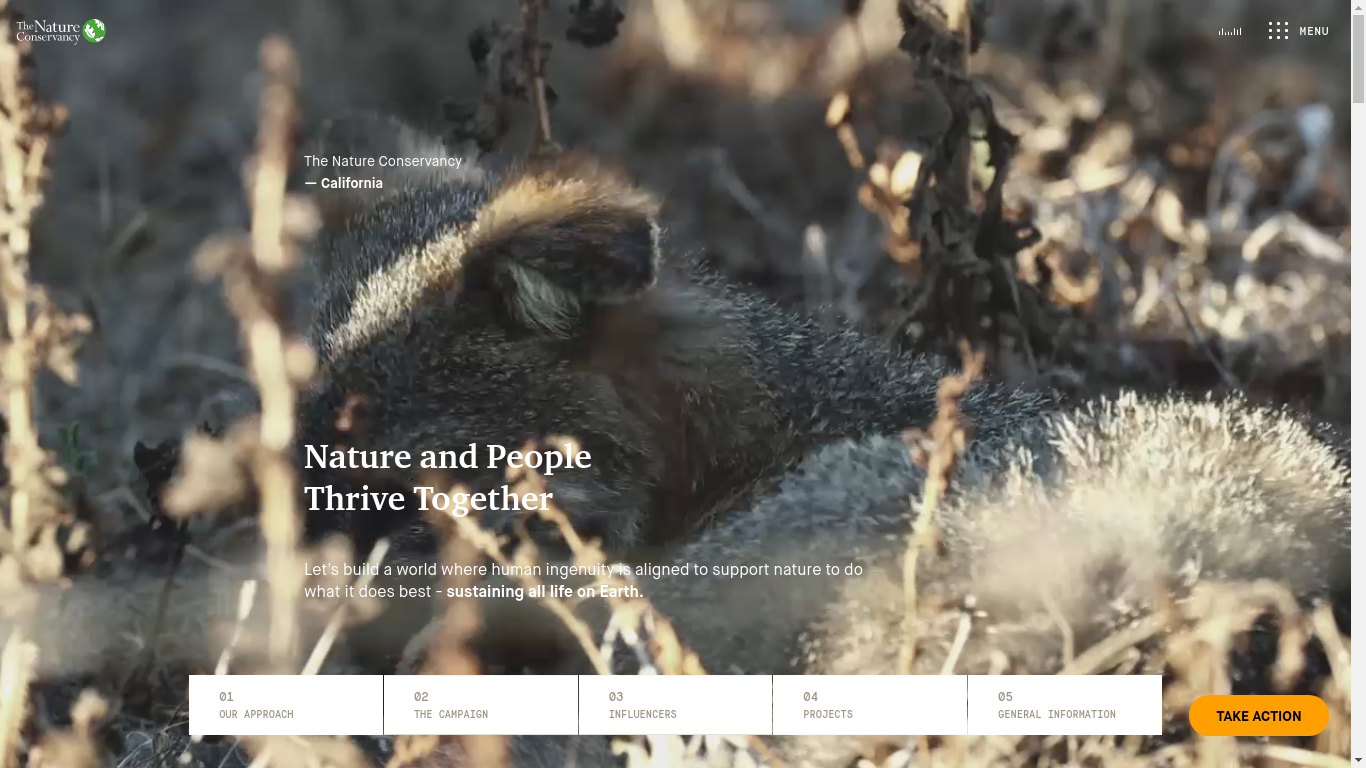 The Nature
Conservancy
MENU
The Nature Conservancy
— California
Nature and People
Thrive Together
Let's build a world where human ingenuity is aligned to support nature to do
what it does best - sustaining all life on Earth.
01
OUR APPROACH
02
THE CAMPAIGN
03
INFLUENCERS
04
PROJECTS
05
GENERAL INFORMATION
TAKE ACTION